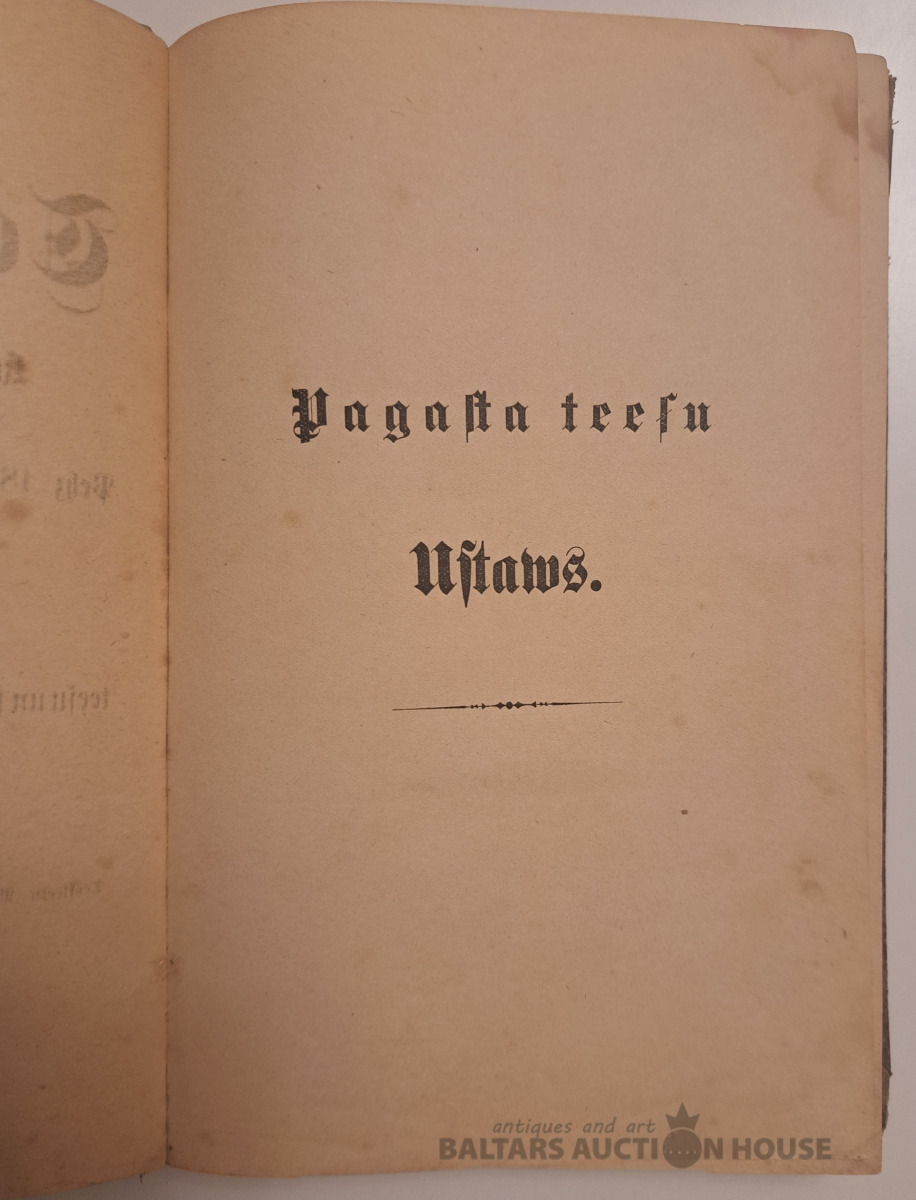 Pagaſta teeſu
Uſtaws.
antiques and art
BALTARS AUCTION HOUSE